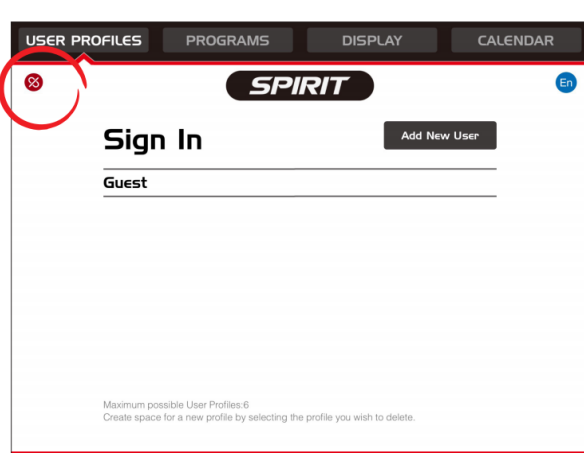 USER PROFILES PROGRAMS DISPLAY CALENDAR
SPIRIT
En
Sign In
Add New User
Guest
Maximum possible User Profiles:6
Create space for a new profile by selecting the profile you wish to delete.